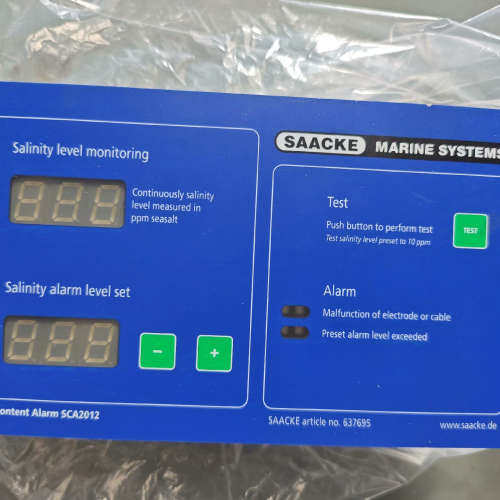 SAACKE MARINE SYSTEMS
Salinity level monitoring
Continuously salinity
level measured in
ppm seasalt
Salinity alarm level set
-
+
ontent Alarm SCA2012
Test
Push button to perform test
Test salinity level preset to 10 ppm
TEST
Alarm
Malfunction of electrode or cable
Preset alarm level exceeded
SAACKE article no. 637695
www.saacke.de